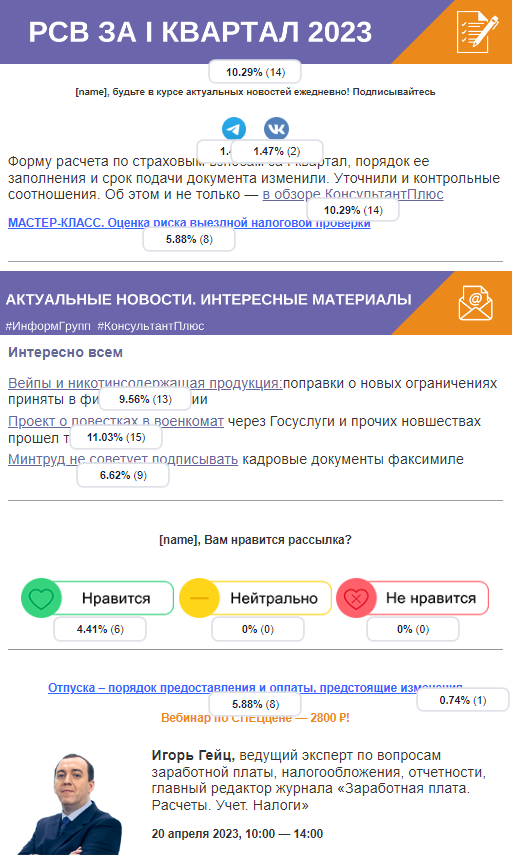 РСВ ЗА I КВАРТАЛ 2023
10.29% (14)
[name], будьте в курсе актуальных новостей ежедневно! Подписывайтесь
1.47% (2)
Форму расчета по страховым взносам за I квартал, порядок ее
заполнения и срок подачи документа изменили. Уточнили и контрольные
соотношения. Об этом и не только — в обзоре КонсультантПлюс
10.29% (14)
МАСТЕР-КЛАСС. Оценка риска выездной налоговой проверки
5.88% (8)
АКТУАЛЬНЫЕ НОВОСТИ. ИНТЕРЕСНЫЕ МАТЕРИАЛЫ
#ИнформГрупп #КонсультантПлюс
Интересно всем
Вейпы и никотинсодержащая продукция:поправки о новых ограничениях
приняты в
9.56% (13)
Проект о повестках в военкомат через Госуслуги и прочих новшествах
прошел
11.03% (15)
Минтруд не советует подписывать кадровые документы факсимиле
6.62% (9)
[name], Вам нравится рассылка?
Нравится
Нейтрально
Не нравится
4.41% (6)
0% (0)
0% (0)
Отпуска – порядок предоставления и оплаты, предстоящие изменения
5.88% (8)
0.74% (1)
Вебинар по СПЕЦцене — 2800 ₽!
Игорь Гейц, ведущий эксперт по вопросам
заработной платы, налогообложения, отчетности,
главный редактор журнала «Заработная плата.
Расчеты. Учет. Налоги»
20 апреля 2023, 10:00 — 14:00